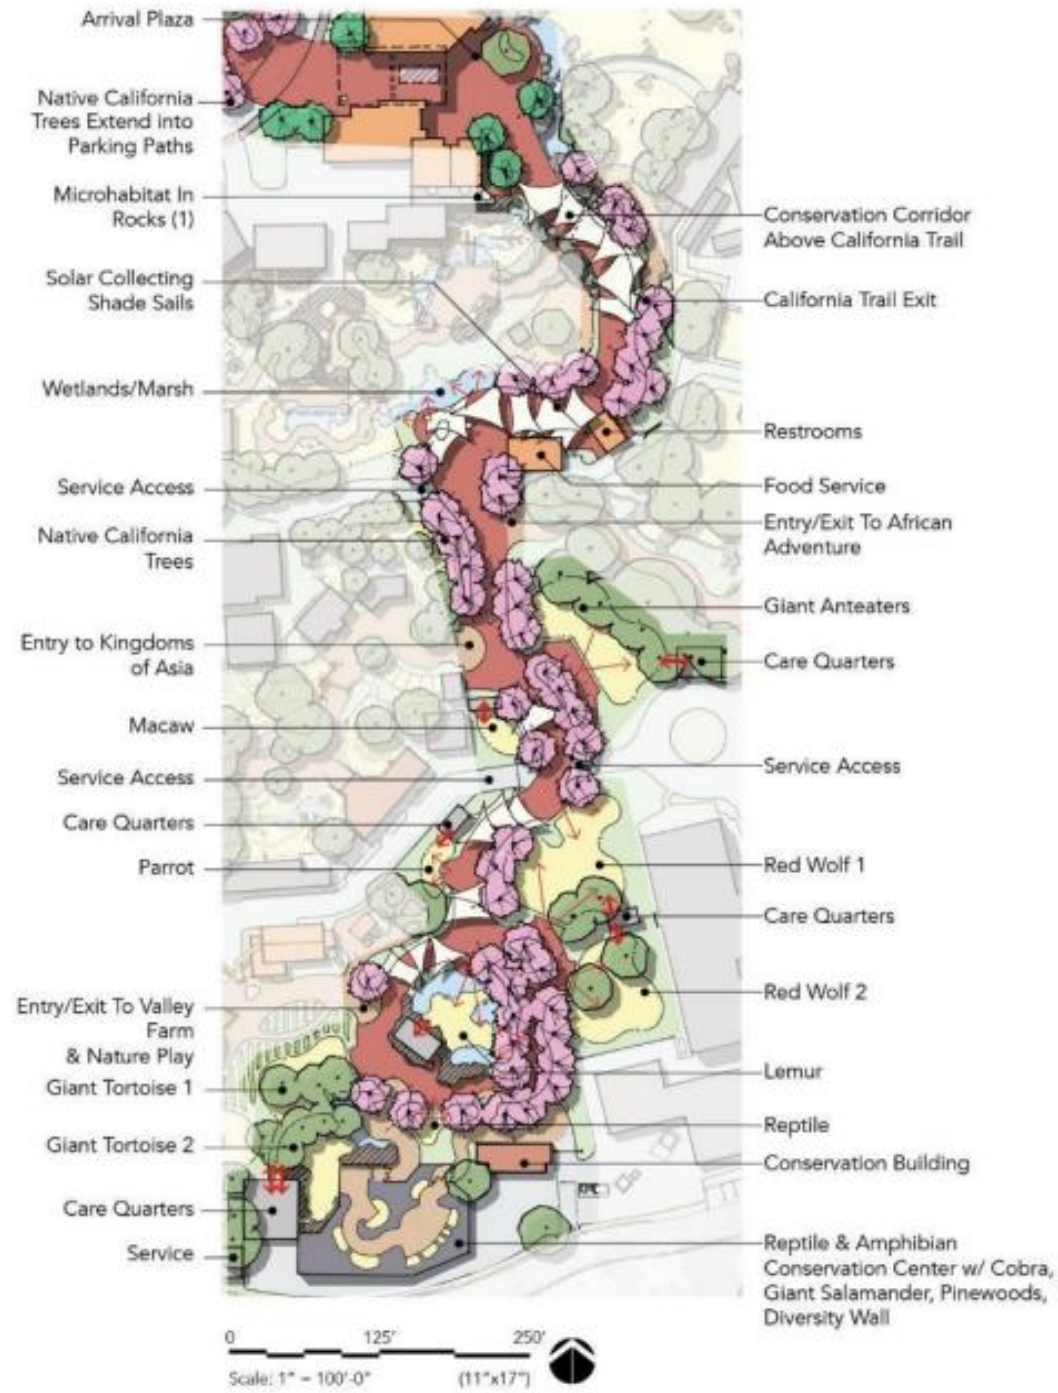 Arrival Plaza
Native California
Trees Extend into
Parking Paths
Microhabitat In
Rocks (1)
Solar Collecting
Shade Sails
Wetlands/Marsh
Service Access
Native California
Trees
Entry to Kingdoms
of Asia
Macaw
Service Access
Care Quarters
Parrot
Entry/Exit To Valley
Farm
& Nature Play
Giant Tortoise 1
Giant Tortoise 2
Care Quarters
Service
Conservation Corridor
Above California Trail
California Trail Exit
Restrooms
Food Service
Entry/Exit To African
Adventure
Giant Anteaters
Care Quarters
Service Access
Red Wolf 1
Care Quarters
Red Wolf 2
Lemur
Reptile
Conservation Building
Reptile & Amphibian
Conservation Center w/ Cobra,
Giant Salamander, Pinewoods,
Diversity Wall
0 125' 250'
Scale: 1" = 100'-0" (11"x17")